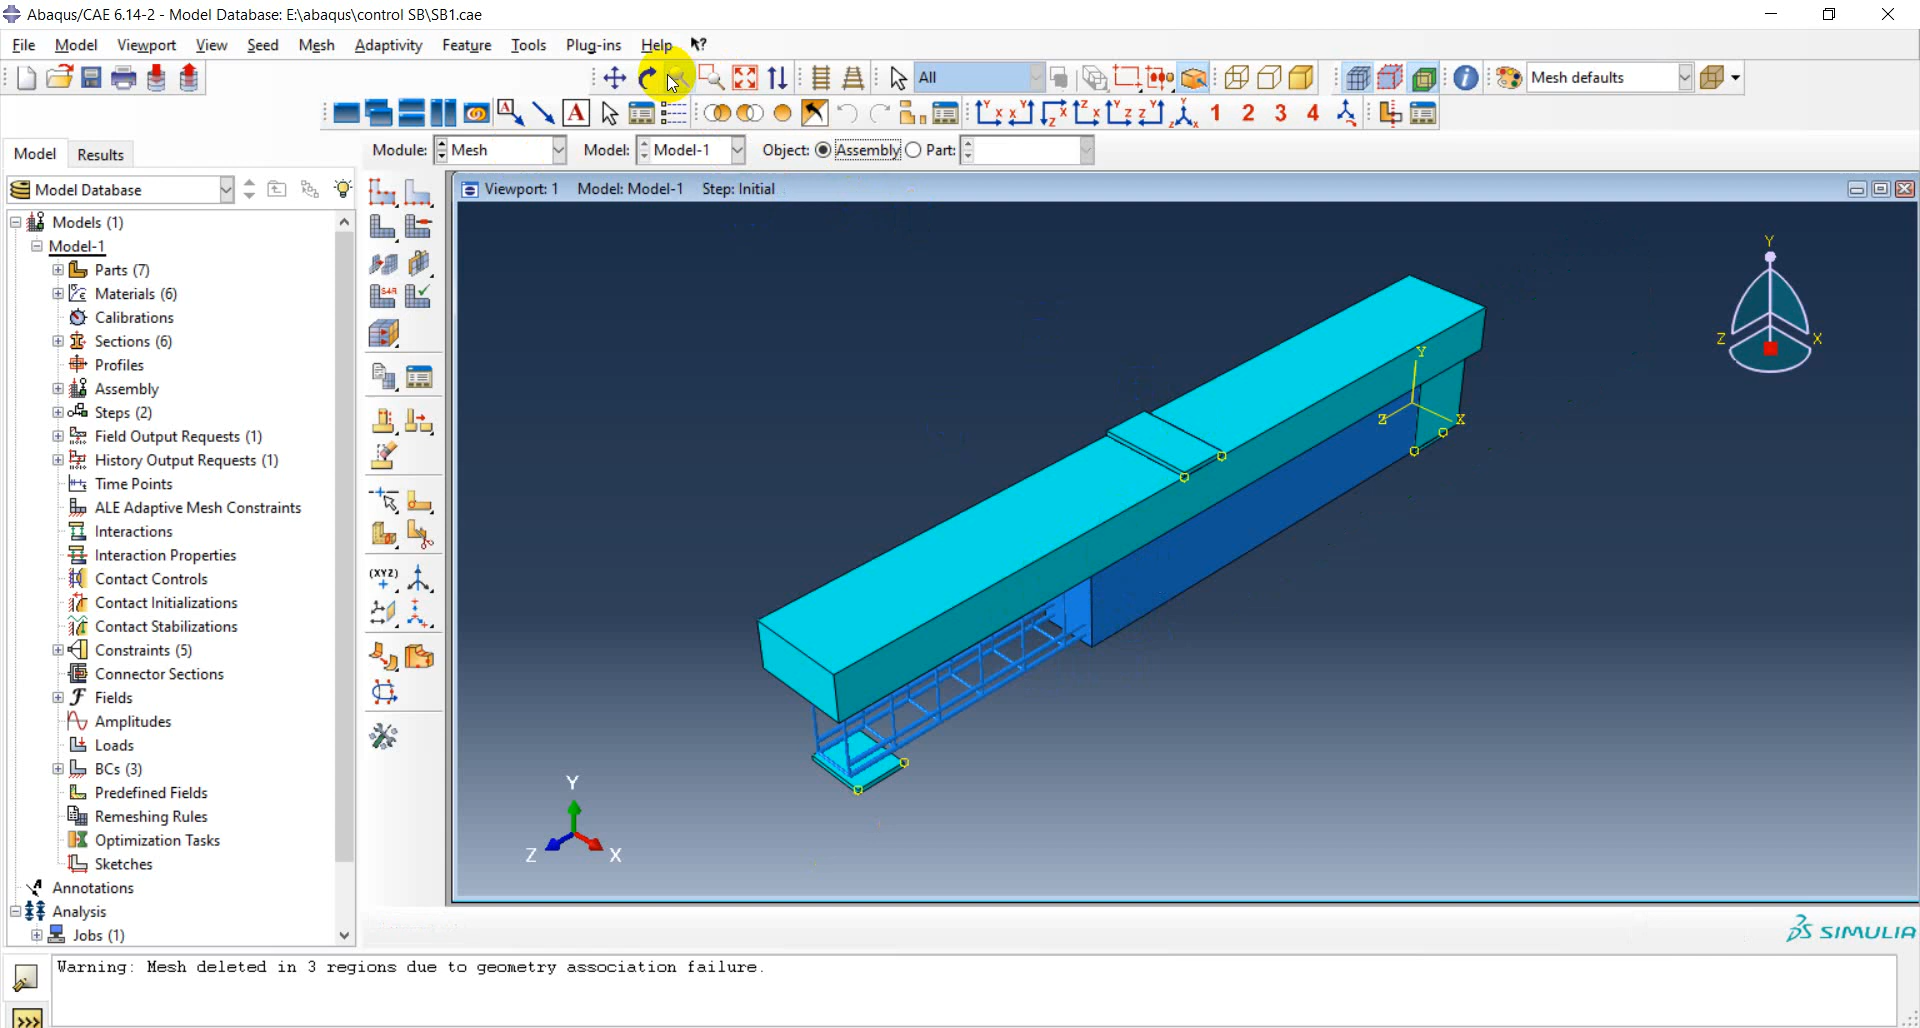 Abaqus/CAE 6.14-2 - Model Database: E:\abaqus\control SB\SB1.cae
File Model Viewport View Seed Mesh Adaptivity Feature Tools Plug-ins Help
All
Mesh defaults
1 2 3 4
Module: Mesh Model: Model-1 Object: Assembly Part:
Model Results
Model Database
Viewport: 1 Model: Model-1 Step: Initial
Models (1)
Model-1
Parts (7)
Materials (6)
Calibrations
Sections (6)
Profiles
Assembly
Steps (2)
Field Output Requests (1)
History Output Requests (1)
Time Points
ALE Adaptive Mesh Constraints
Interactions
Interaction Properties
Contact Controls
Contact Initializations
Contact Stabilizations
Constraints (5)
Connector Sections
Fields
Amplitudes
Loads
BCs (3)
Predefined Fields
Remeshing Rules
Optimization Tasks
Sketches
Annotations
Analysis
Jobs (1)
(XYZ)
Y
Z X
Y
Z X
Y
Z X
SIMULIA
Warning: Mesh deleted in 3 regions due to geometry association failure.